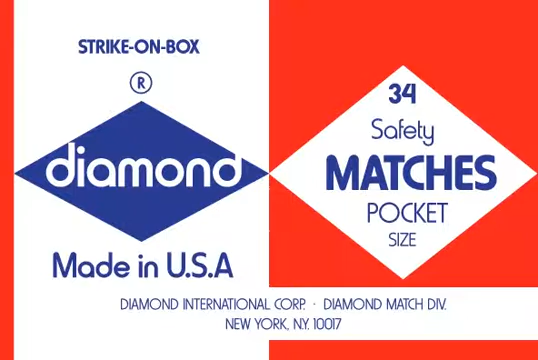 STRIKE-ON-BOX
®
diamond
Made in U.S.A
34
Safety
MATCHES
POCKET
SIZE
DIAMOND INTERNATIONAL CORP. · DIAMOND MATCH DIV.
NEW YORK, N.Y. 10017